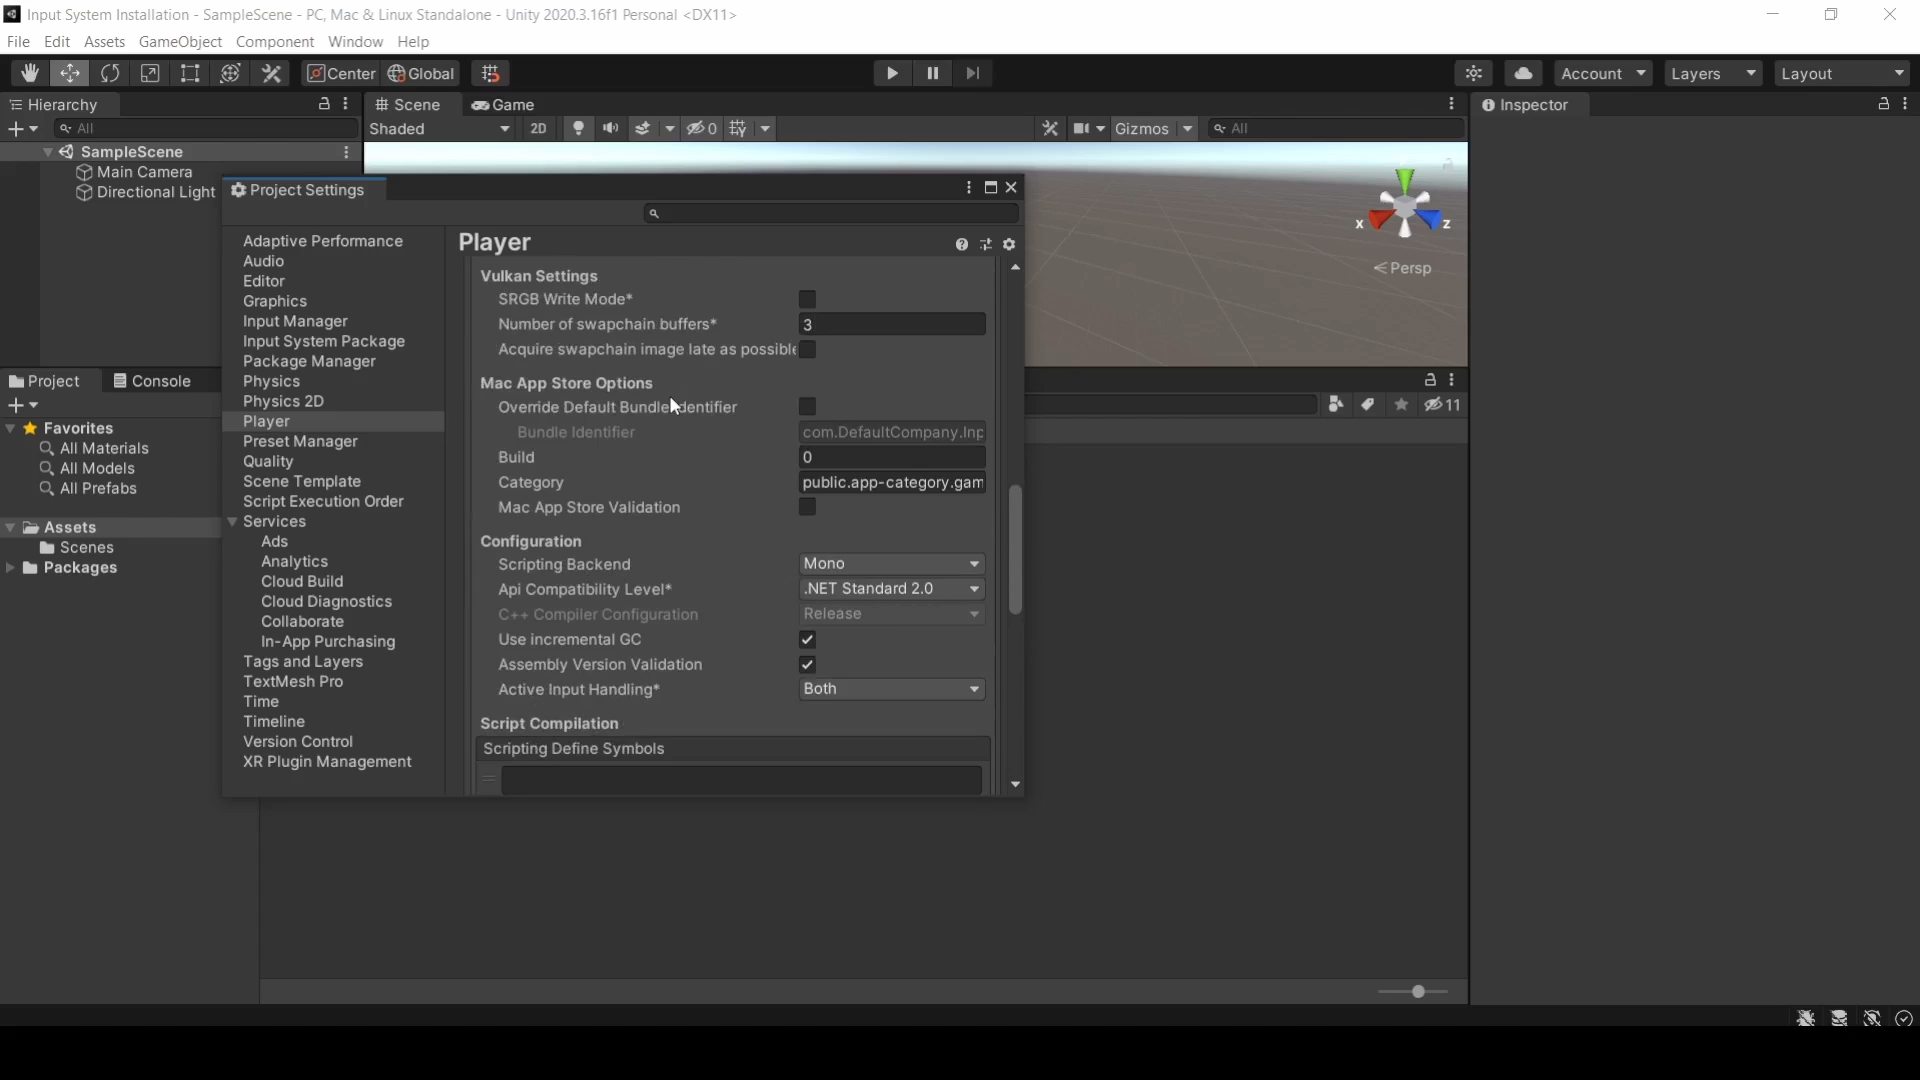 Input System Installation - SampleScene - PC, Mac & Linux Standalone - Unity 2020.3.16f1 Personal <DX11>
File Edit Assets GameObject Component Window Help
Center Global Account Layers Layout
Hierarchy
Scene Game
Inspector
All
Shaded 2D 0 Gizmos All
SampleScene
Main Camera
Directional Light
x z
Persp
Project Settings
Adaptive Performance
Audio
Editor
Graphics
Input Manager
Input System Package
Package Manager
Physics
Physics 2D
Player
Preset Manager
Quality
Scene Template
Script Execution Order
Services
Ads
Analytics
Cloud Build
Cloud Diagnostics
Collaborate
In-App Purchasing
Tags and Layers
TextMesh Pro
Time
Timeline
Version Control
XR Plugin Management
Player
Vulkan Settings
SRGB Write Mode*
Number of swapchain buffers* 3
Acquire swapchain image late as possible
Mac App Store Options
Override Default Bundle Identifier
Bundle Identifier com.DefaultCompany.Inp
Build 0
Category public.app-category.gam
Mac App Store Validation
Configuration
Scripting Backend Mono
Api Compatibility Level* .NET Standard 2.0
C++ Compiler Configuration Release
Use incremental GC
Assembly Version Validation
Active Input Handling* Both
Script Compilation
Scripting Define Symbols
Project Console
11
Favorites
All Materials
All Models
All Prefabs
Assets
Scenes
Packages